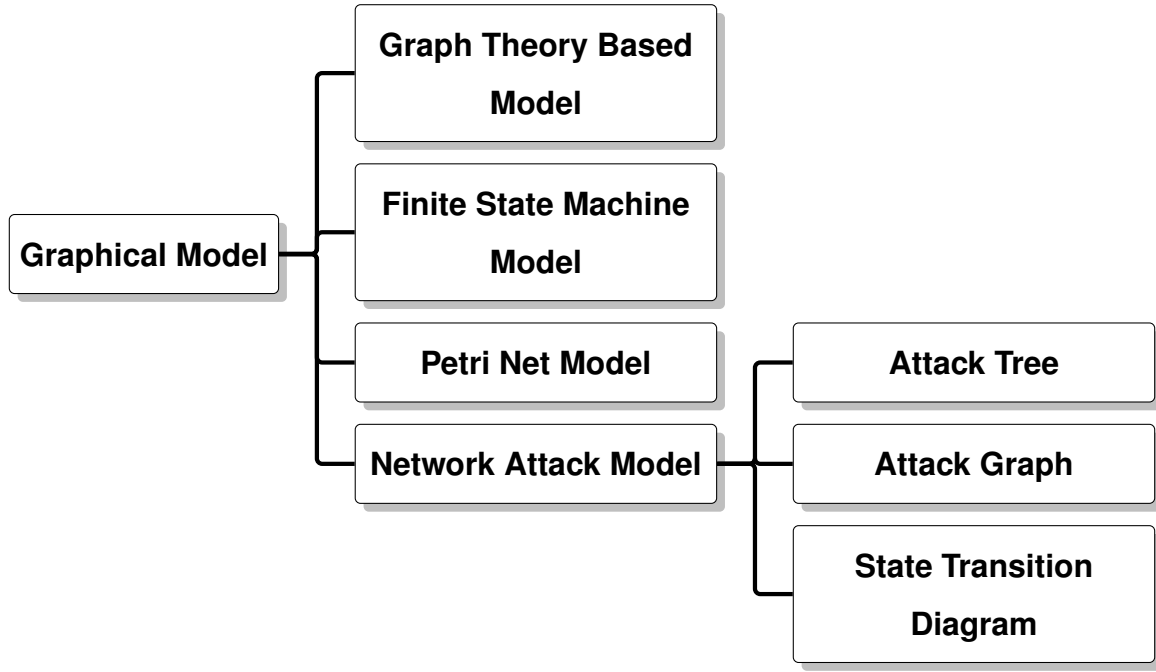 Graphical Model
Graph Theory Based
Model
Finite State Machine
Model
Petri Net Model
Network Attack Model
Attack Tree
Attack Graph
State Transition
Diagram